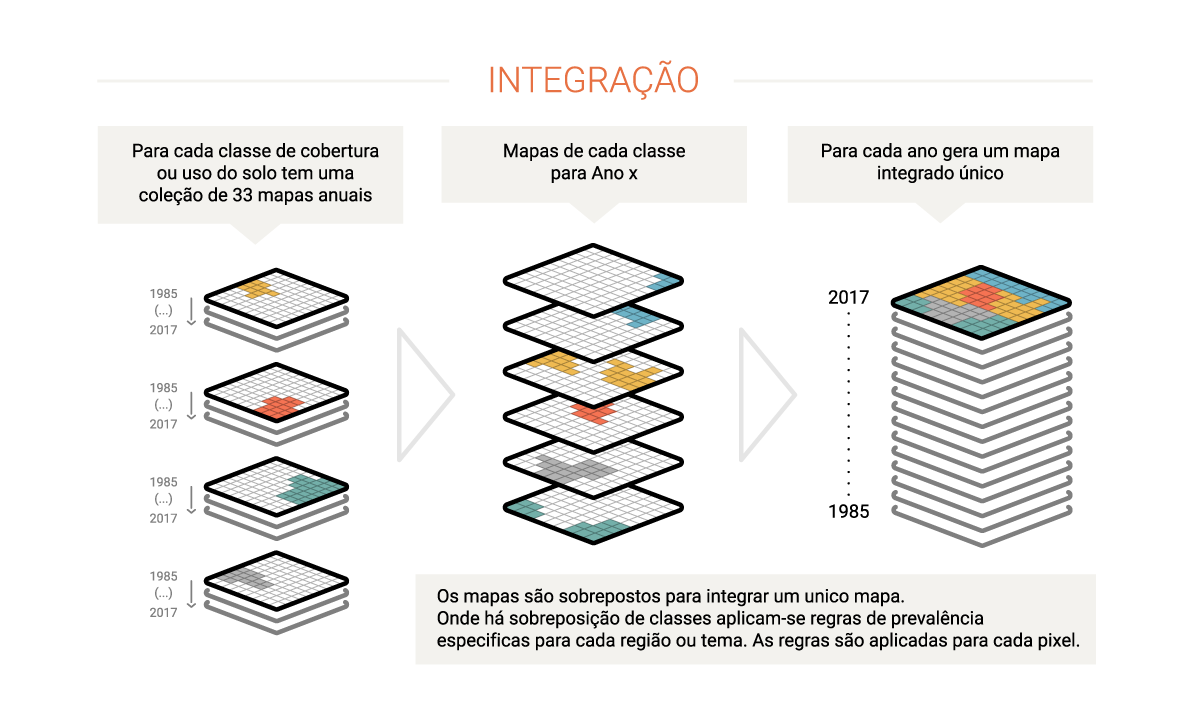 INTEGRAÇÃO
Para cada classe de cobertura
ou uso do solo tem uma
coleção de 33 mapas anuais
Mapas de cada classe
para Ano x
Para cada ano gera um mapa
integrado único
1985
(...)
2017
1985
(...)
2017
1985
(...)
2017
1985
(...)
2017
2017
1985
Os mapas são sobrepostos para integrar um unico mapa.
Onde há sobreposição de classes aplicam-se regras de prevalência
especificas para cada região ou tema. As regras são aplicadas para cada pixel.